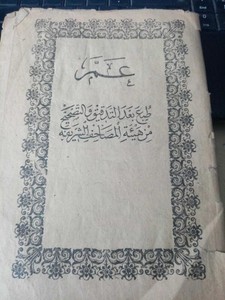 عم
طبع بعد التدقيق والتصحيح
من هيئة المصاحف الشريفة